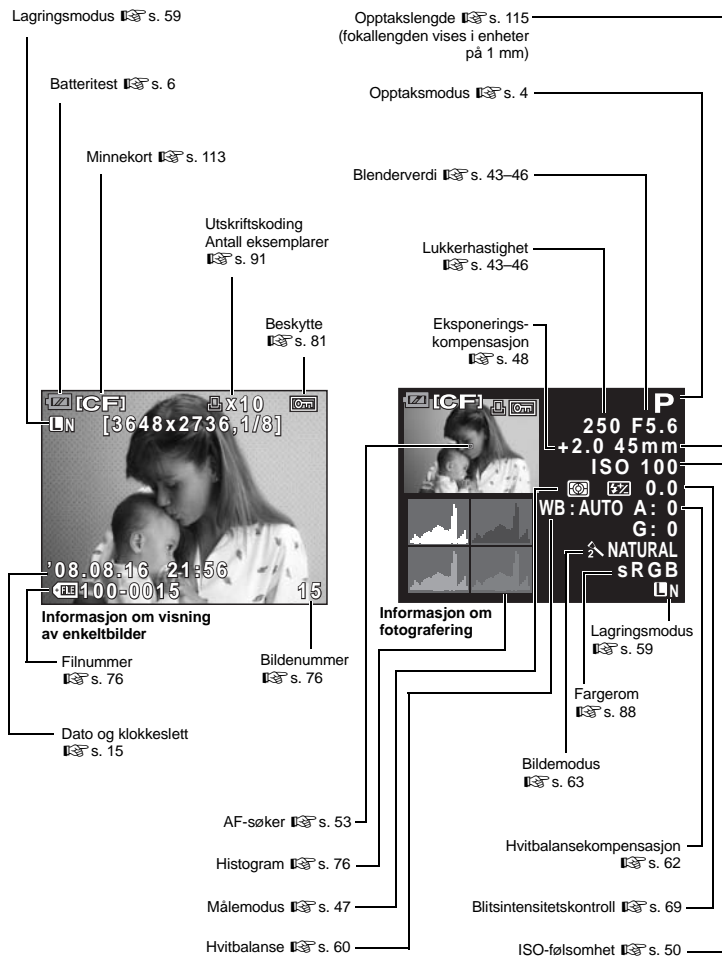 Lagringsmodus ☞ s. 59
Batteritest ☞ s. 6
Minnekort ☞ s. 113
Utskriftskoding
Antall eksemplarer
☞ s. 91
Beskytte
☞ s. 81
[CF] x10
L N [3648x2736,1/8]
'08.08.16 21:56
FILE 100-0015 15
Informasjon om visning
av enkeltbilder
Filnummer
☞ s. 76
Bildenummer
☞ s. 76
Dato og klokkeslett
☞ s. 15
Opptakslengde ☞ s. 115
(fokallengden vises i enheter
på 1 mm)
Opptaksmodus ☞ s. 4
Blenderverdi ☞ s. 43–46
Lukkerhastighet
☞ s. 43–46
Eksponerings-
kompensasjon
☞ s. 48
[CF] P
250 F5.6
+2.0 45mm
ISO 100
0.0
WB : AUTO A : 0
G : 0
2 NATURAL
sRGB
L N
Informasjon om
fotografering
Lagringsmodus
☞ s. 59
Fargerom
☞ s. 88
Bildemodus
☞ s. 63
AF-søker ☞ s. 53
Histogram ☞ s. 76
Målemodus ☞ s. 47
Hvitbalanse ☞ s. 60
Hvitbalansekompensasjon
☞ s. 62
Blitsintensitetskontroll ☞ s. 69
ISO-følsomhet ☞ s. 50